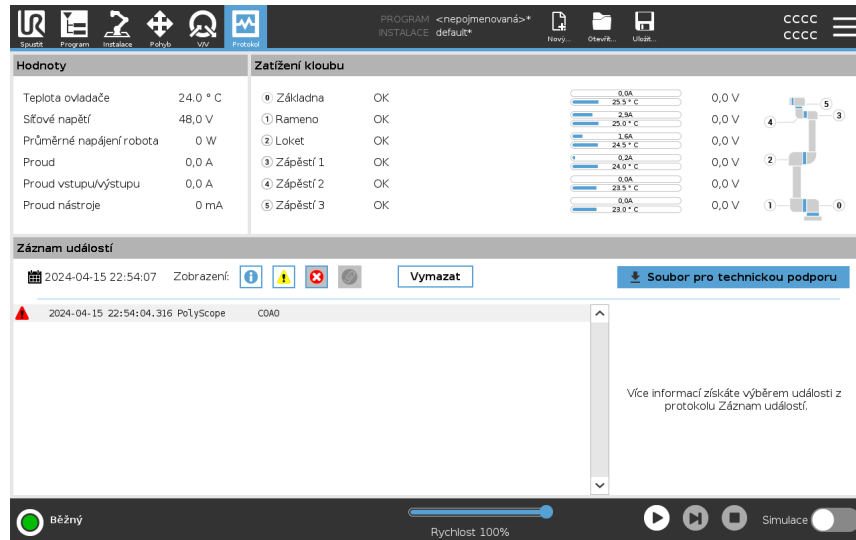 PROGRAM <nepojmenovaná>*
INSTALACE default*
CCCC
CCCC
Spustit Program Instalace Pohyb V/V Protokol Nový... Otevřít... Uložit...
Hodnoty
Teplota ovladače 24.0 ° C
Síťové napětí 48,0 V
Průměrné napájení robota 0 W
Proud 0,0 A
Proud vstupu/výstupu 0,0 A
Proud nástroje 0 mA
Zatížení kloubu
0 Základna OK 0,0A 25.5 ° C 0,0 V
1 Rameno OK 2,9A 25.0 ° C 0,0 V
2 Loket OK 1,6A 24.5 ° C 0,0 V
3 Zápěstí 1 OK 0,2A 24.0 ° C 0,0 V
4 Zápěstí 2 OK 0,0A 23.5 ° C 0,0 V
5 Zápěstí 3 OK 0,0A 23.0 ° C 0,0 V
5
4 3
2
1 0
Záznam událostí
2024-04-15 22:54:07 Zobrazení: Vymazat Soubor pro technickou podporu
2024-04-15 22:54:04.316 PolyScope C0A0
Více informací získáte výběrem události z
protokolu Záznam událostí.
Běžný
Rychlost 100%
Simulace